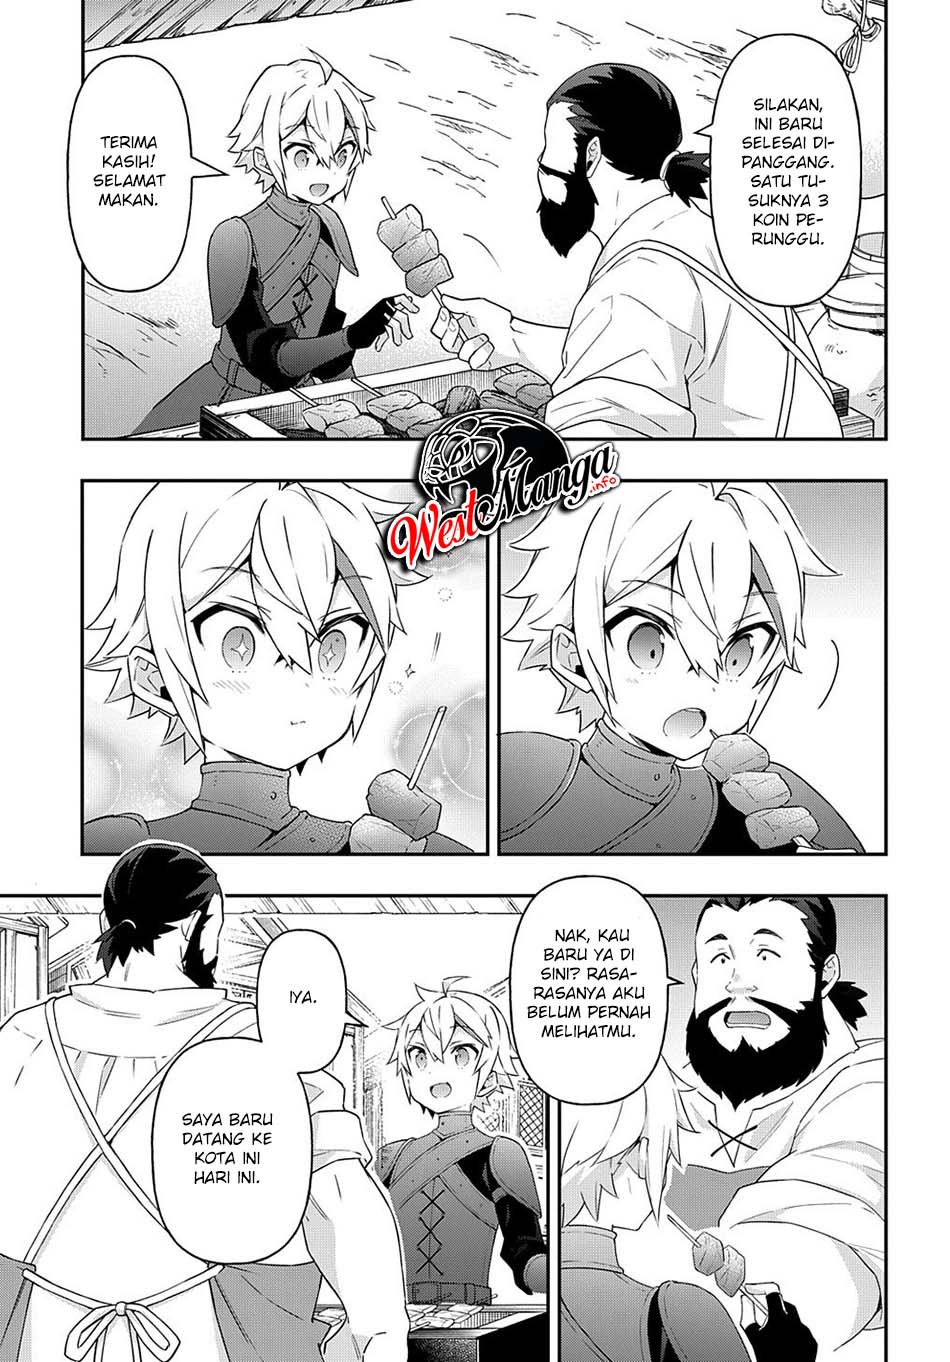 SILAKAN,
INI BARU
SELESAI DI-
PANGGANG.
SATU TU-
SUKNYA 3
KOIN PE-
RUNGGU.
TERIMA
KASIH!
SELAMAT
MAKAN.
WestManga
.info
NAK, KAU
BARU YA DI
SINI? RASA-
RASANYA AKU
BELUM PERNAH
MELIHATMU.
IYA.
SAYA BARU
DATANG KE
KOTA INI
HARI INI.